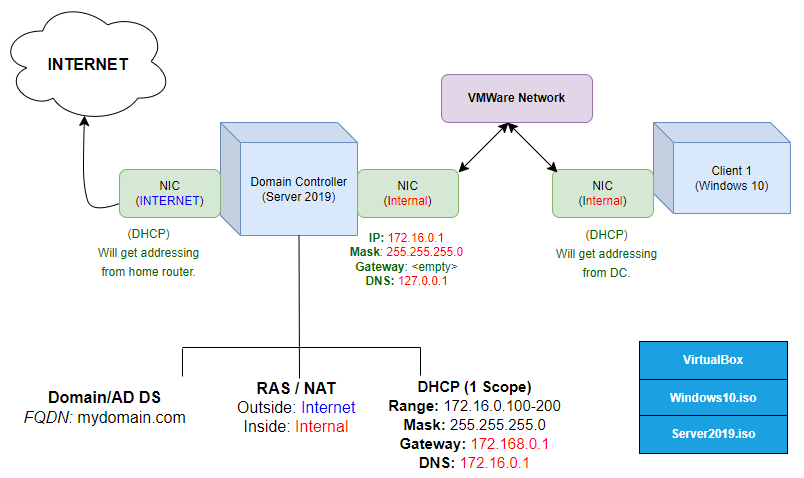 INTERNET
VMWare Network
NIC
(INTERNET)
Domain Controller
(Server 2019)
NIC
(Internal)
NIC
(Internal)
Client 1
(Windows 10)
(DHCP)
Will get addressing
from home router.
IP: 172.16.0.1
Mask: 255.255.255.0
Gateway: <empty>
DNS: 127.0.0.1
(DHCP)
Will get addressing
from DC.
Domain/AD DS
FQDN: mydomain.com
RAS / NAT
Outside: Internet
Inside: Internal
DHCP (1 Scope)
Range: 172.16.0.100-200
Mask: 255.255.255.0
Gateway: 172.168.0.1
DNS: 172.16.0.1
VirtualBox
Windows10.iso
Server2019.iso